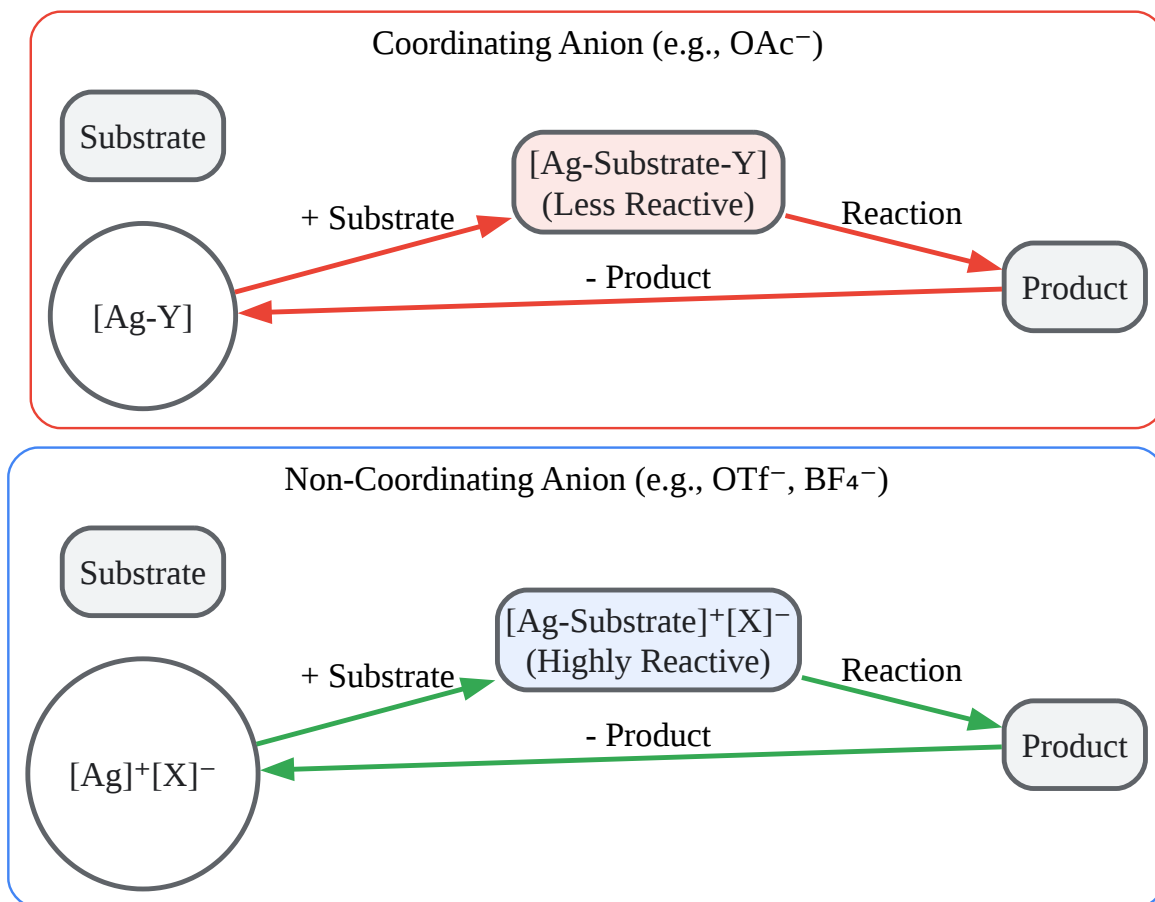 Coordinating Anion (e.g., OAc⁻)
Substrate
[Ag-Substrate-Y]
(Less Reactive)
+ Substrate
Reaction
- Product
Product
[Ag-Y]
Non-Coordinating Anion (e.g., OTf⁻, BF₄⁻)
Substrate
[Ag-Substrate]⁺[X]⁻
(Highly Reactive)
+ Substrate
Reaction
- Product
Product
[Ag]⁺[X]⁻